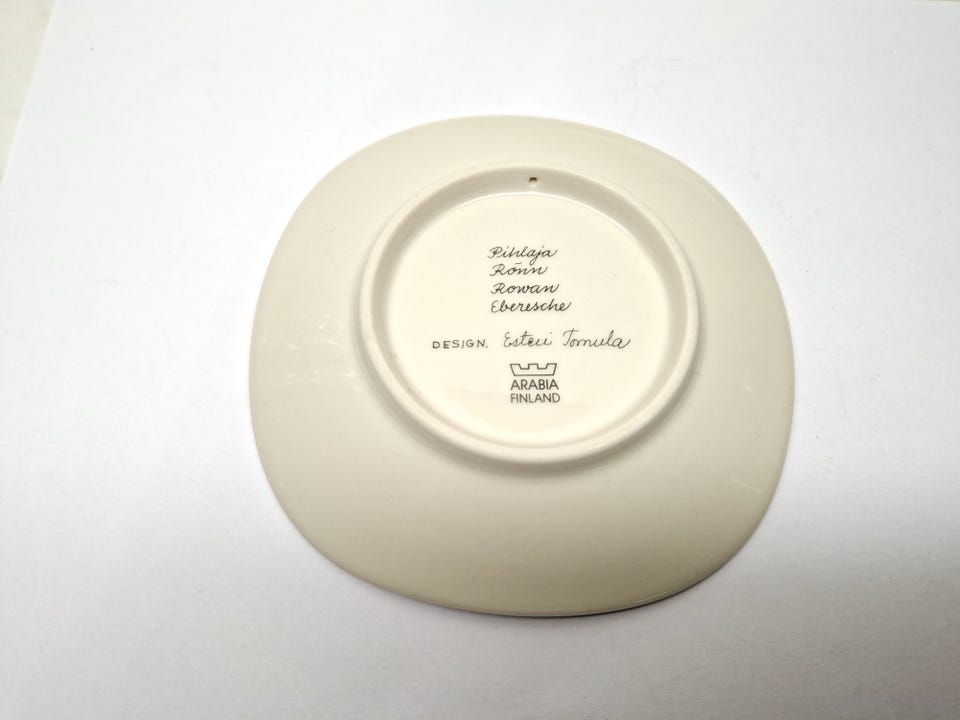 Pihlaja
Rönn
Rowan
Eberesche
DESIGN. Esteri Tomula
ARABIA
FINLAND